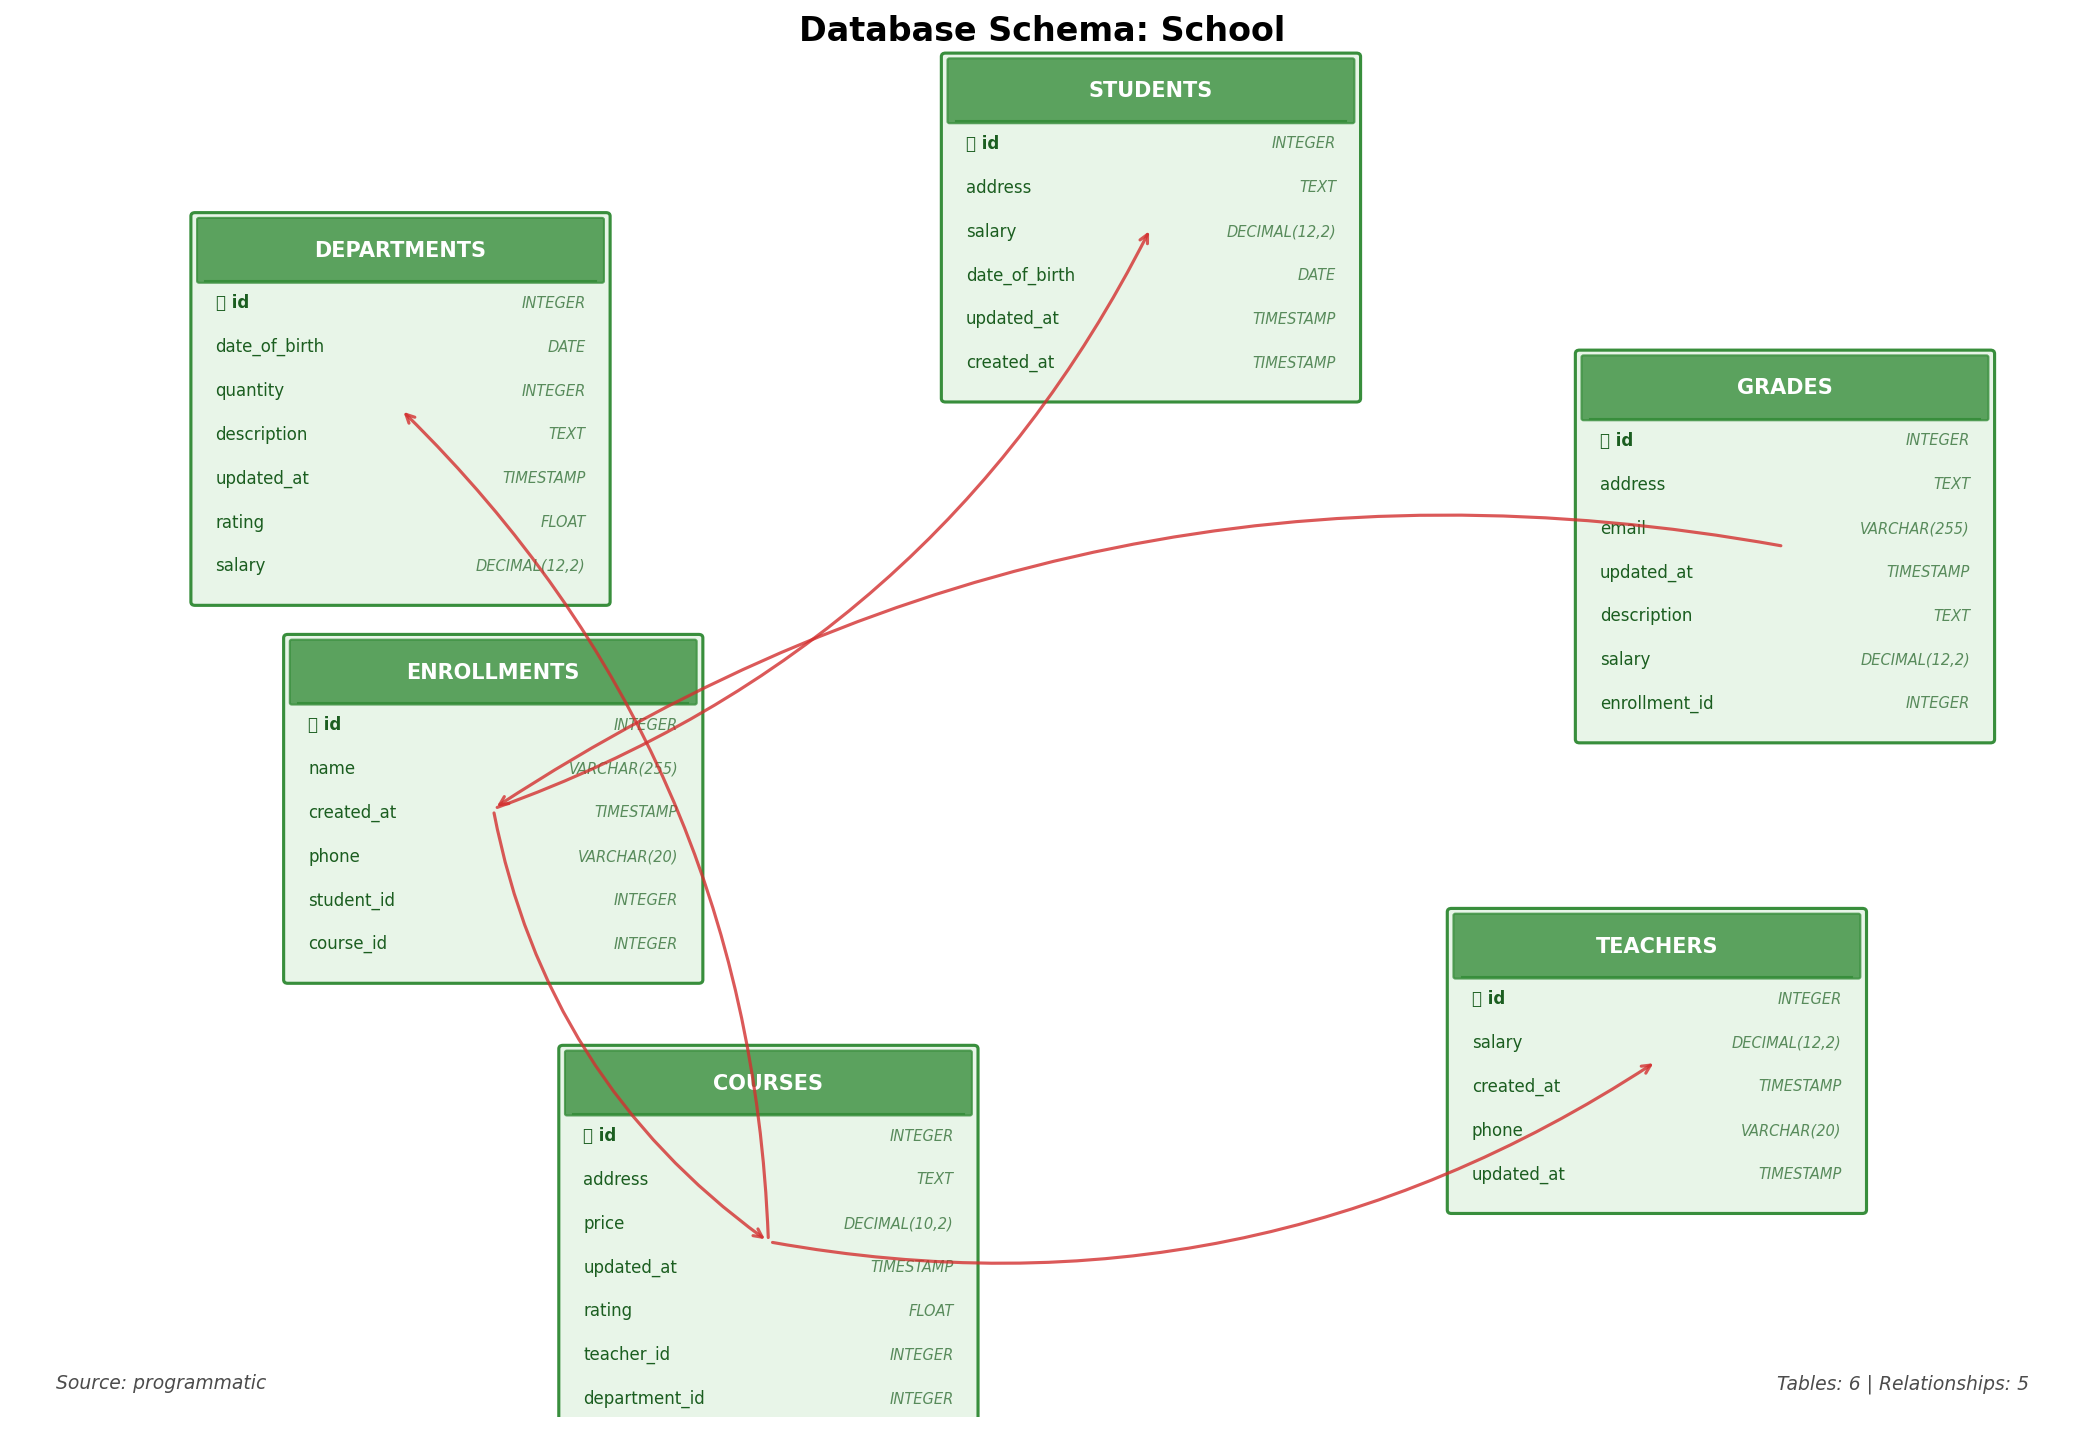 Database Schema: School
STUDENTS
id INTEGER
address TEXT
salary DECIMAL(12,2)
date_of_birth DATE
updated_at TIMESTAMP
created_at TIMESTAMP
DEPARTMENTS
id INTEGER
date_of_birth DATE
quantity INTEGER
description TEXT
updated_at TIMESTAMP
rating FLOAT
salary DECIMAL(12,2)
GRADES
id INTEGER
address TEXT
email VARCHAR(255)
updated_at TIMESTAMP
description TEXT
salary DECIMAL(12,2)
enrollment_id INTEGER
ENROLLMENTS
id INTEGER
name VARCHAR(255)
created_at TIMESTAMP
phone VARCHAR(20)
student_id INTEGER
course_id INTEGER
TEACHERS
id INTEGER
salary DECIMAL(12,2)
created_at TIMESTAMP
phone VARCHAR(20)
updated_at TIMESTAMP
COURSES
id INTEGER
address TEXT
price DECIMAL(10,2)
updated_at TIMESTAMP
rating FLOAT
teacher_id INTEGER
department_id INTEGER
Source: programmatic
Tables: 6 | Relationships: 5